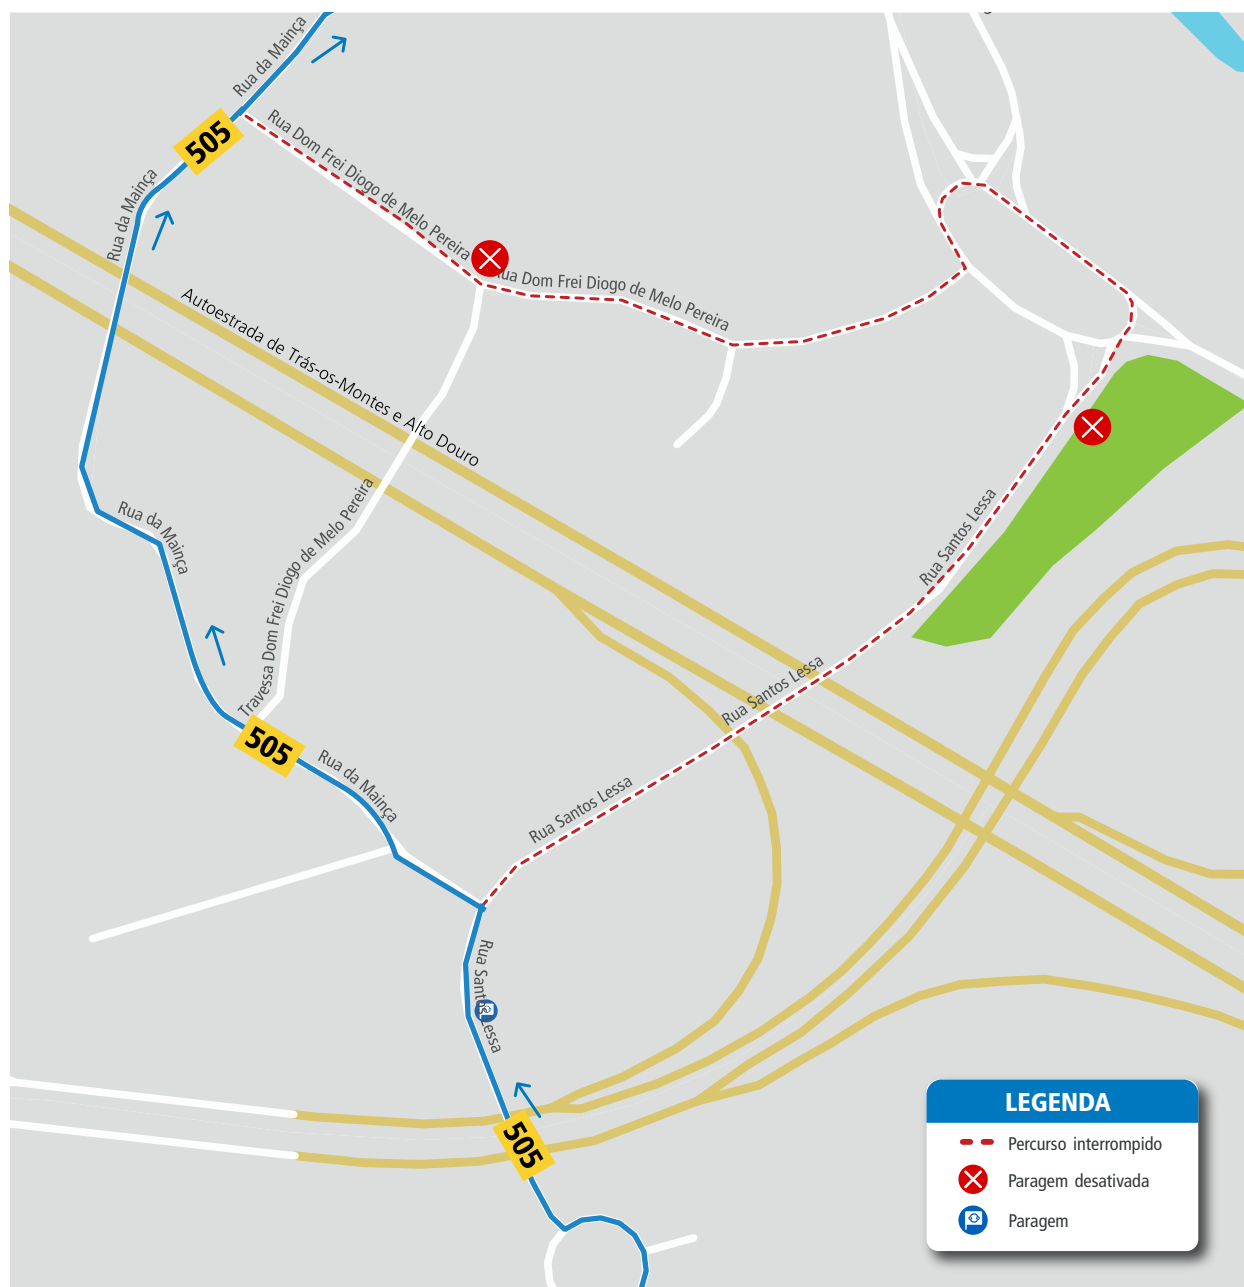 Rua da Mainça
505
Rua Dom Frei Diogo de Melo Pereira
Rua da Mainça
Rua Dom Frei Diogo de Melo Pereira
Autoestrada de Trás-os-Montes e Alto Douro
Rua da Mainça
Travessa Dom Frei Diogo de Melo Pereira
Rua Santos Lessa
Rua Santos Lessa
505
Rua da Mainça
Rua Santos Lessa
Rua Santos Lessa
505
LEGENDA
Percurso interrompido
Paragem desativada
Paragem